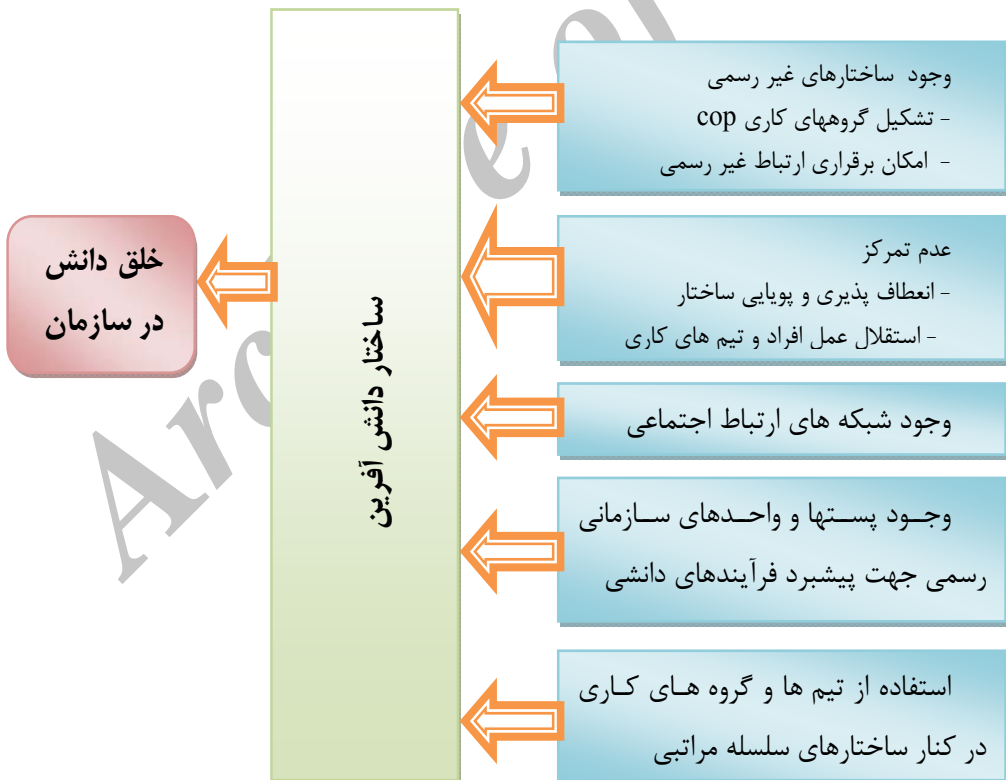 وجود ساختارهای غیر رسمی
- تشکیل گروههای کاری cop
- امکان برقراری ارتباط غیر رسمی
عدم تمرکز
- انعطاف پذیری و پویایی ساختار
- استقلال عمل افراد و تیم های کاری
وجود شبکه های ارتباط اجتماعی
وجـود پسـتها و واحـدهای سـازمانی
رسمی جهت پیشبرد فرآیندهای دانشی
استفاده از تیم ها و گروه هـای کـاری
در کنار ساختارهای سلسله مراتبی
ساختار دانش آفرین
خلق دانش
در سازمان